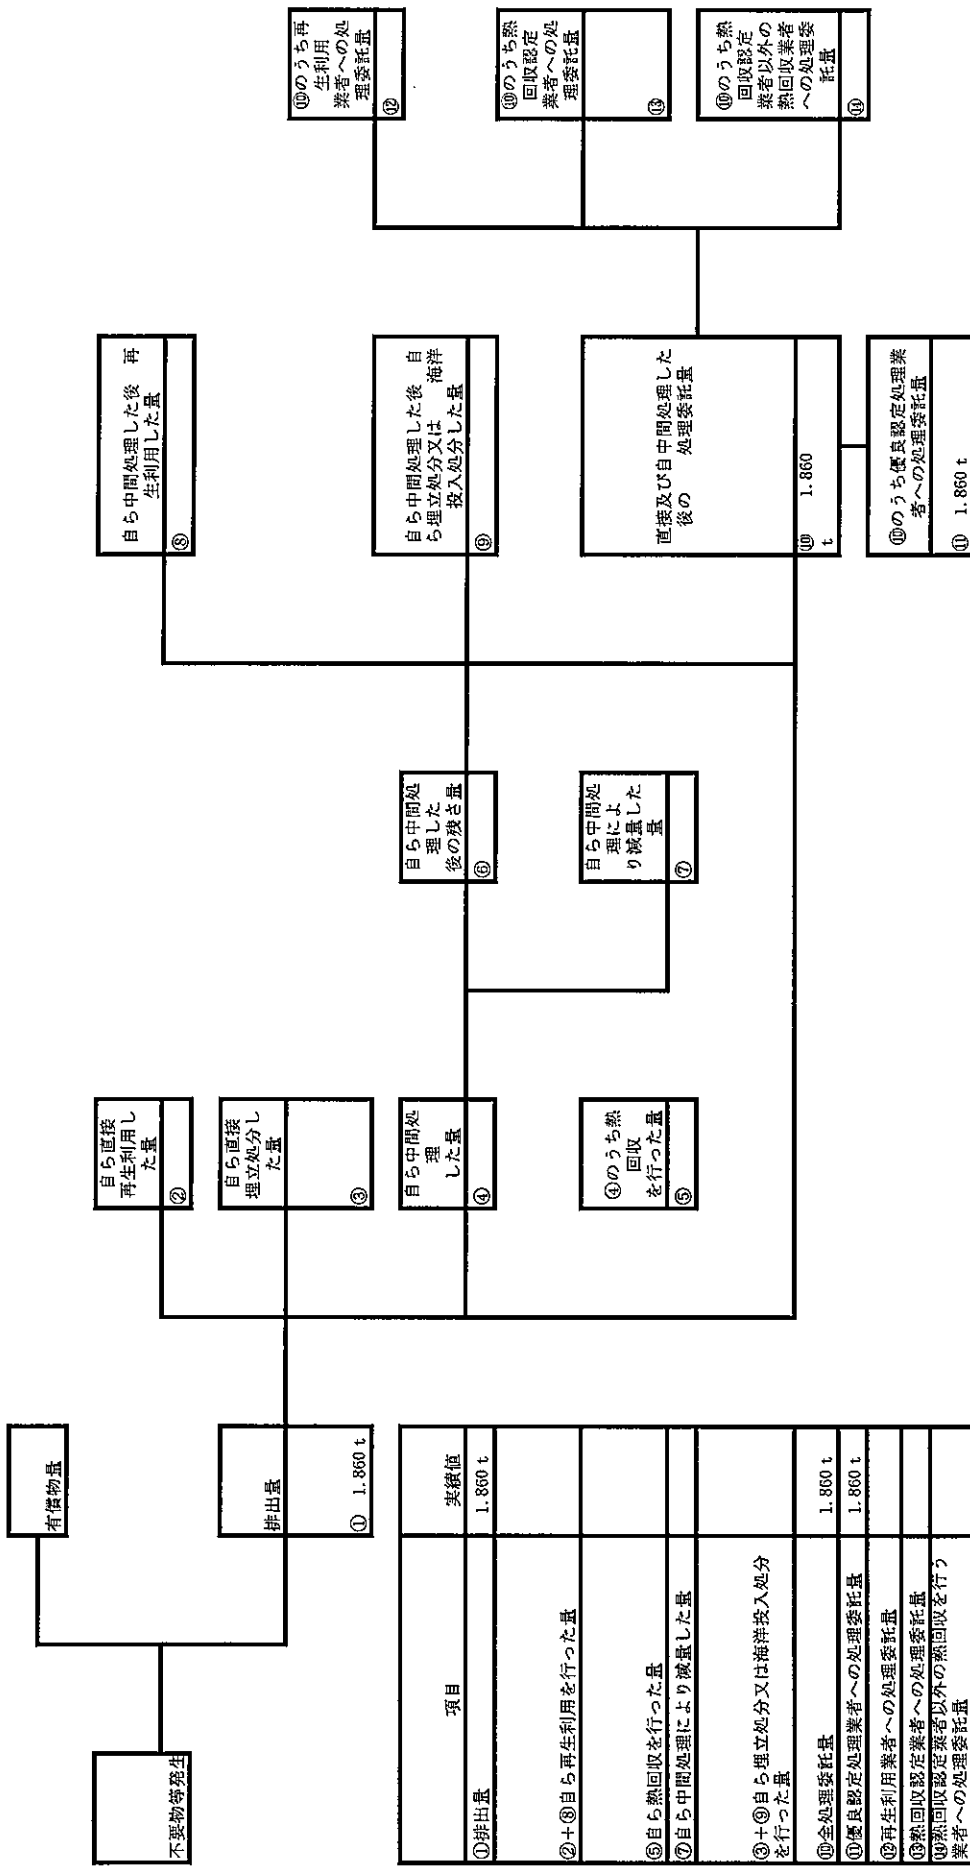 不要物等発生
有償物量
排出量
① 1.860 t
自ら直接
再生利用し
た量
②
自ら直接
埋立処分し
た量
③
自ら中間処
理
した量
④
④のうち熱
回収
を行った量
⑤
自ら中間処
理した
後の残さ量
⑥
自ら中間処
理によ
り減量した
量
⑦
自ら中間処理した後 再
生利用した量
⑧
自ら中間処理した後 自
ら埋立処分又は 海洋
投入処分した量
⑨
直接及び自中間処理した
後の 処理委託量
⑩ 1.860
t
⑩のうち優良認定処理業
者への処理委託量
⑪ 1.860 t
⑩のうち再
生利用
業者への処
理委託量
⑫
⑩のうち熱
回収認定
業者への処
理委託量
⑬
⑩のうち熱
回収認定
業者以外の
熱回収業者
への処理委
託量
⑭
項目 実績値
①排出量 1.860 t
②+⑧自ら再生利用を行った量
⑤自ら熱回収を行った量
⑦自ら中間処理により減量した量
③+⑨自ら埋立処分又は海洋投入処分
を行った量
⑩全処理委託量 1.860 t
⑪優良認定処理業者への処理委託量 1.860 t
⑫再生利用業者への処理委託量
⑬熱回収認定業者への処理委託量
⑭熱回収認定業者以外の熱回収を行う
業者への処理委託量